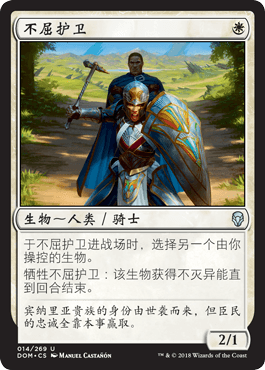 不屈护卫
生物～人类／骑士
于不屈护卫进战场时，选择另一个由你
操控的生物。
牺牲不屈护卫：该生物获得不灭异能直
到回合结束。
宾纳里亚贵族的身份由世袭而来，但臣民
的忠诚全靠本事赢取。
2/1
014/269 U
DOM • CS MANUEL CASTAÑÓN
™ & © 2018 Wizards of the Coast